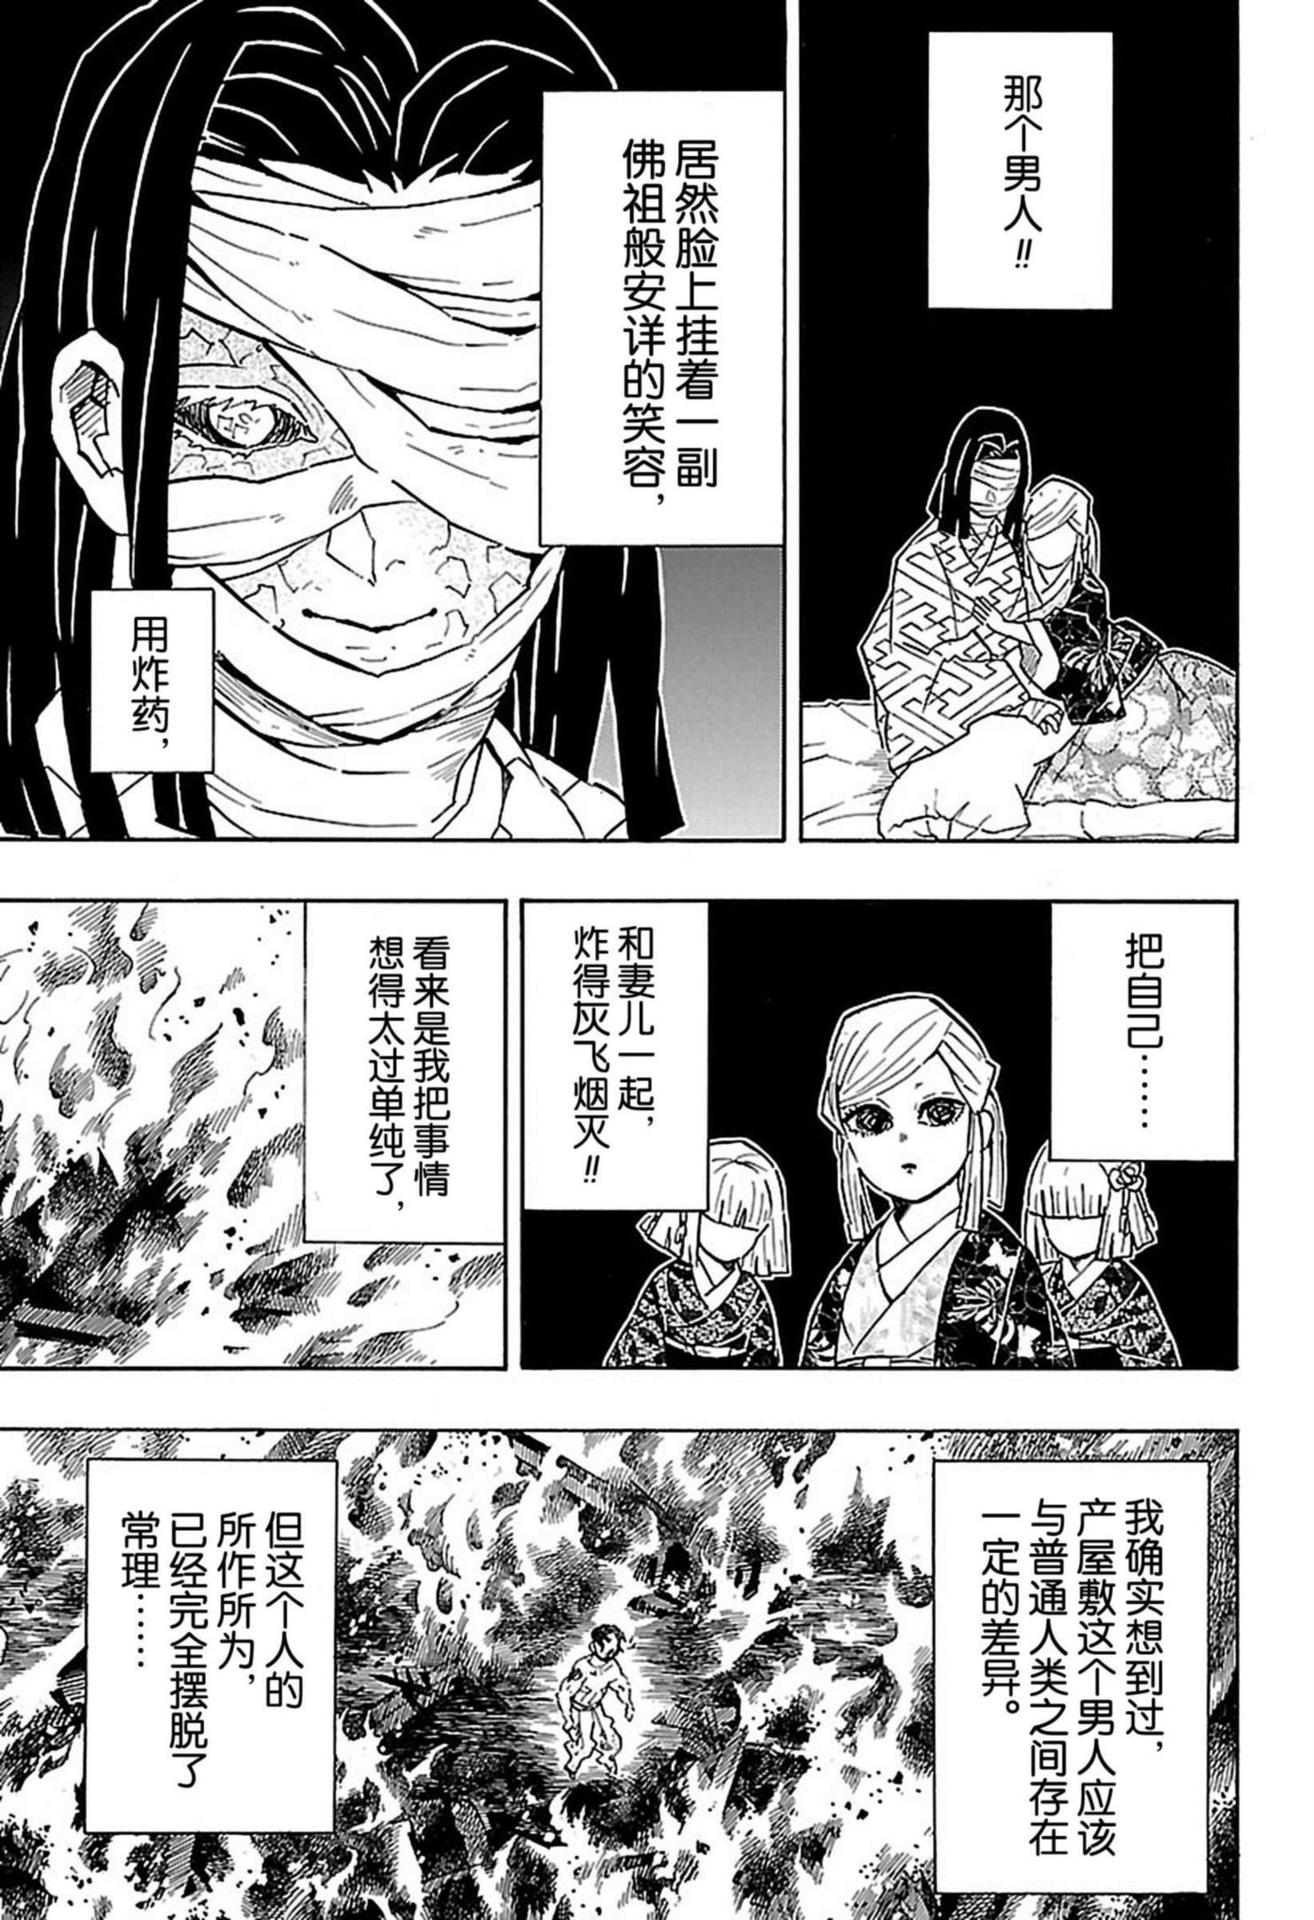 那个男人!!
居然脸上挂着一副
佛祖般安详的笑容，
用炸药，
把自己……
和妻儿一起，
炸得灰飞烟灭!!
看来是我把事情
想得太过单纯了，
我确实想到过，
产屋敷这个男人应该
与普通人类之间存在
一定的差异。
但这个人的
所作所为，
已经完全摆脱了
常理……